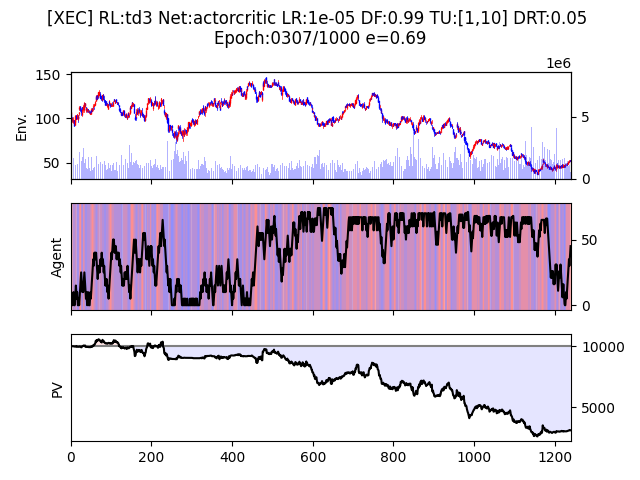 [XEC] RL:td3 Net:actorcritic LR:1e-05 DF:0.99 TU:[1,10] DRT:0.05
Epoch:0307/1000 e=0.69
1e6
150
100
50
Env.
5
0
Agent
50
0
PV
10000
5000
0
200
400
600
800
1000
1200